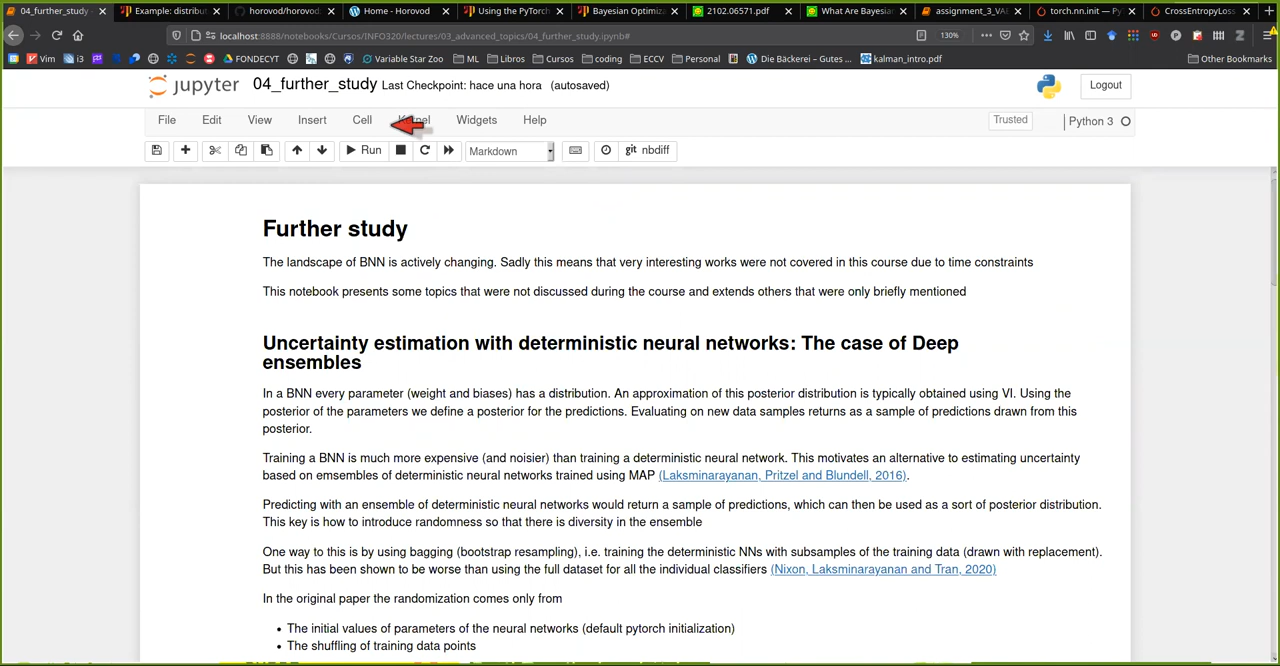 04_further_study -
Example: distribut
horovod/horovod
Home - Horovod
Using the PyTorch
Bayesian Optimiz
2102.06571.pdf
What Are Bayesia
assignment_3_VAE
torch.nn.init — Py
CrossEntropyLoss
localhost:8888/notebooks/Cursos/INFO320/lectures/03_advanced_topics/04_further_study.ipynb#
130%
Vim
i3
FONDECYT
Variable Star Zoo
ML
Libros
Cursos
coding
ECCV
Personal
Die Bäckerei – Gutes ...
kalman_intro.pdf
Other Bookmarks
jupyter 04_further_study Last Checkpoint: hace una hora (autosaved)
Logout
File Edit View Insert Cell Kernel Widgets Help
Trusted
Python 3
Run
Markdown
git nbdiff
Further study
The landscape of BNN is actively changing. Sadly this means that very interesting works were not covered in this course due to time constraints
This notebook presents some topics that were not discussed during the course and extends others that were only briefly mentioned
Uncertainty estimation with deterministic neural networks: The case of Deep
ensembles
In a BNN every parameter (weight and biases) has a distribution. An approximation of this posterior distribution is typically obtained using VI. Using the
posterior of the parameters we define a posterior for the predictions. Evaluating on new data samples returns as a sample of predictions drawn from this
posterior.
Training a BNN is much more expensive (and noisier) than training a deterministic neural network. This motivates an alternative to estimating uncertainty
based on emsembles of deterministic neural networks trained using MAP (Laksminarayanan, Pritzel and Blundell, 2016).
Predicting with an ensemble of deterministic neural networks would return a sample of predictions, which can then be used as a sort of posterior distribution.
This key is how to introduce randomness so that there is diversity in the ensemble
One way to this is by using bagging (bootstrap resampling), i.e. training the deterministic NNs with subsamples of the training data (drawn with replacement).
But this has been shown to be worse than using the full dataset for all the individual classifiers (Nixon, Laksminarayanan and Tran, 2020)
In the original paper the randomization comes only from
• The initial values of parameters of the neural networks (default pytorch initialization)
• The shuffling of training data points